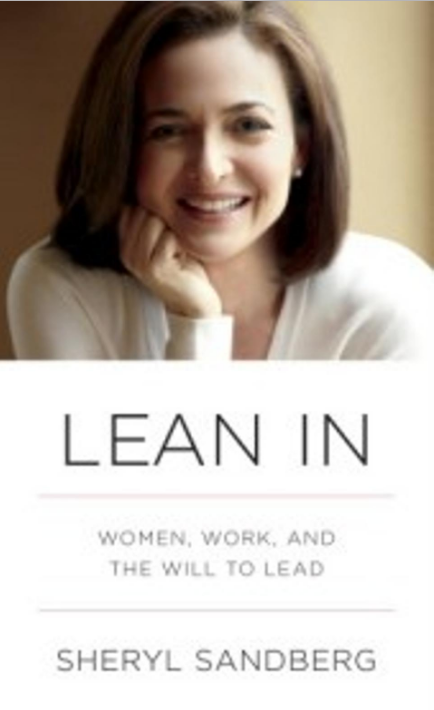 LEAN IN
WOMEN, WORK, AND
THE WILL TO LEAD
SHERYL SANDBERG